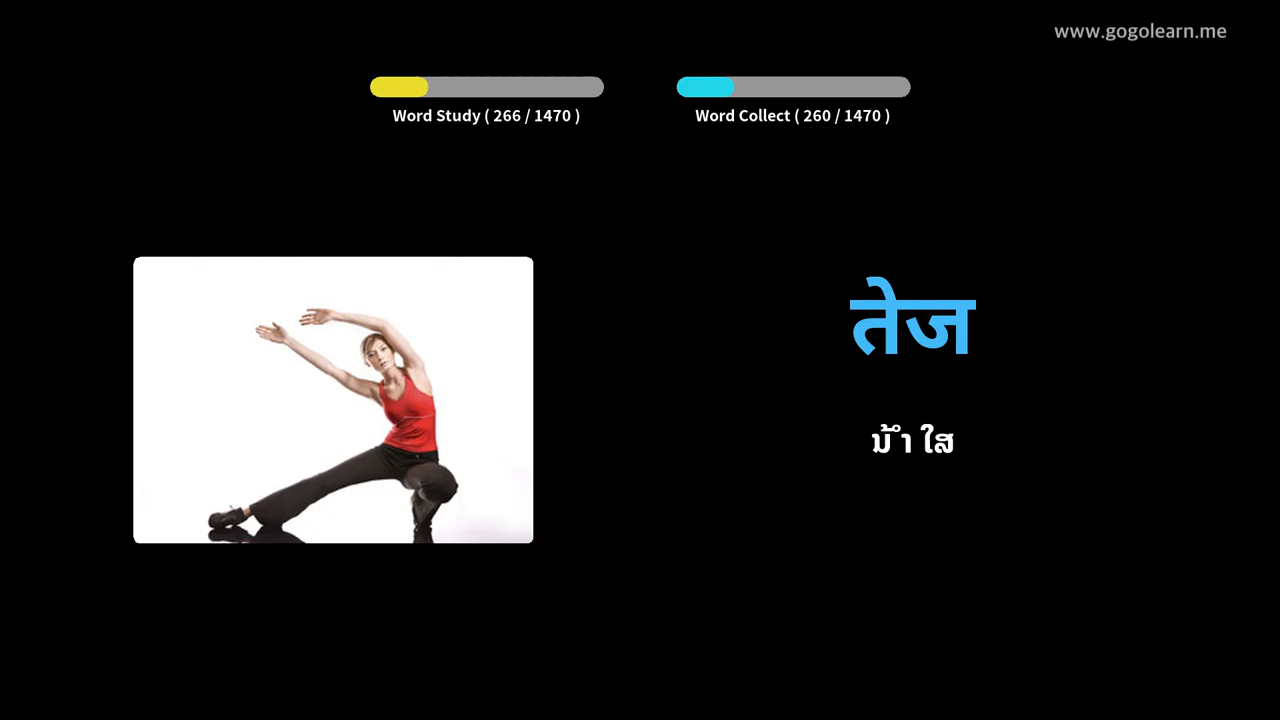 www.gogolearn.me
Word Study ( 266 / 1470 )
Word Collect ( 260 / 1470 )
तेज
ນ້ ຳ ໃສ